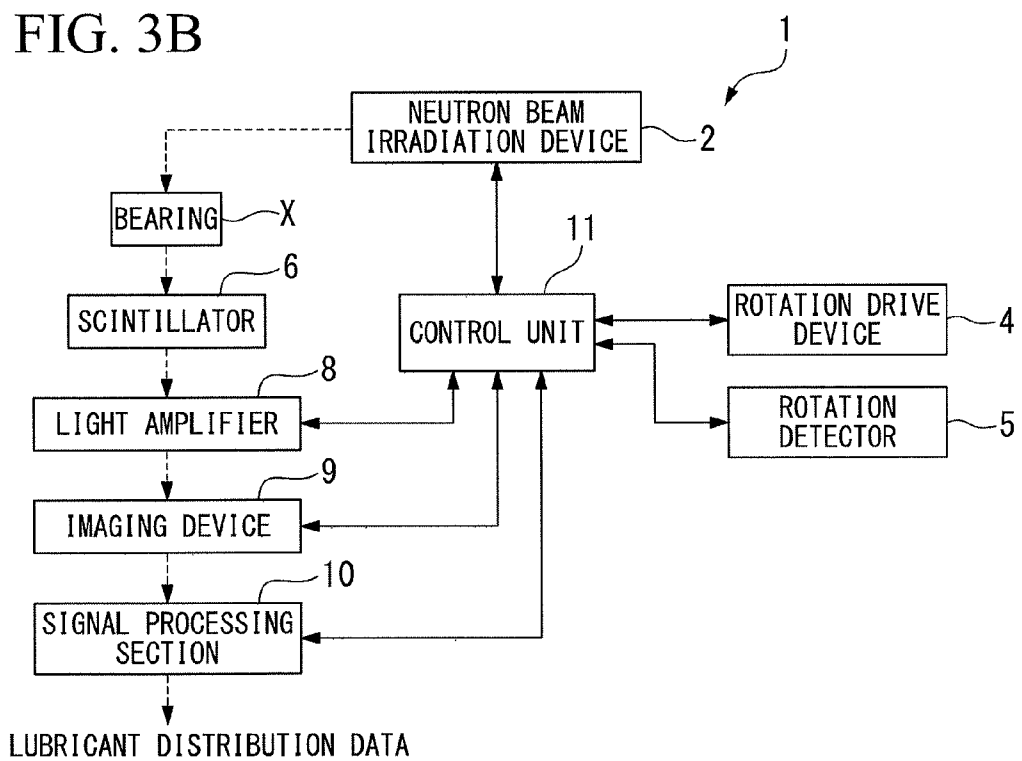 FIG. 3B
1
NEUTRON BEAM
IRRADIATION DEVICE
2
BEARING
X
11
6
SCINTILLATOR
CONTROL UNIT
ROTATION DRIVE
DEVICE
4
8
LIGHT AMPLIFIER
ROTATION
DETECTOR
5
9
IMAGING DEVICE
10
SIGNAL PROCESSING
SECTION
LUBRICANT DISTRIBUTION DATA